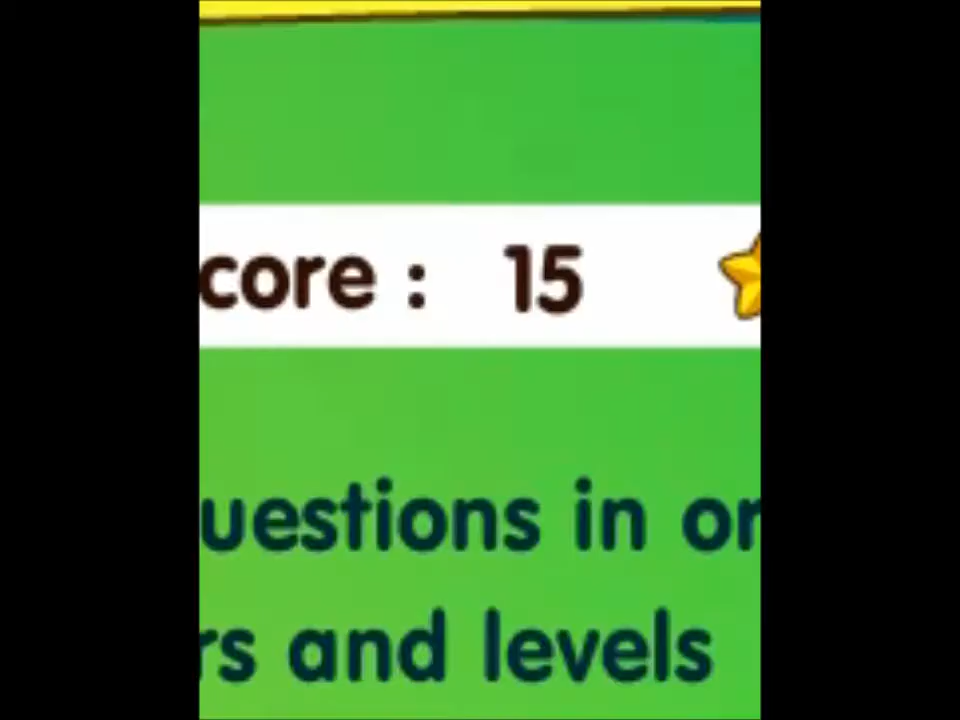 core : 15
uestions in or
rs and levels